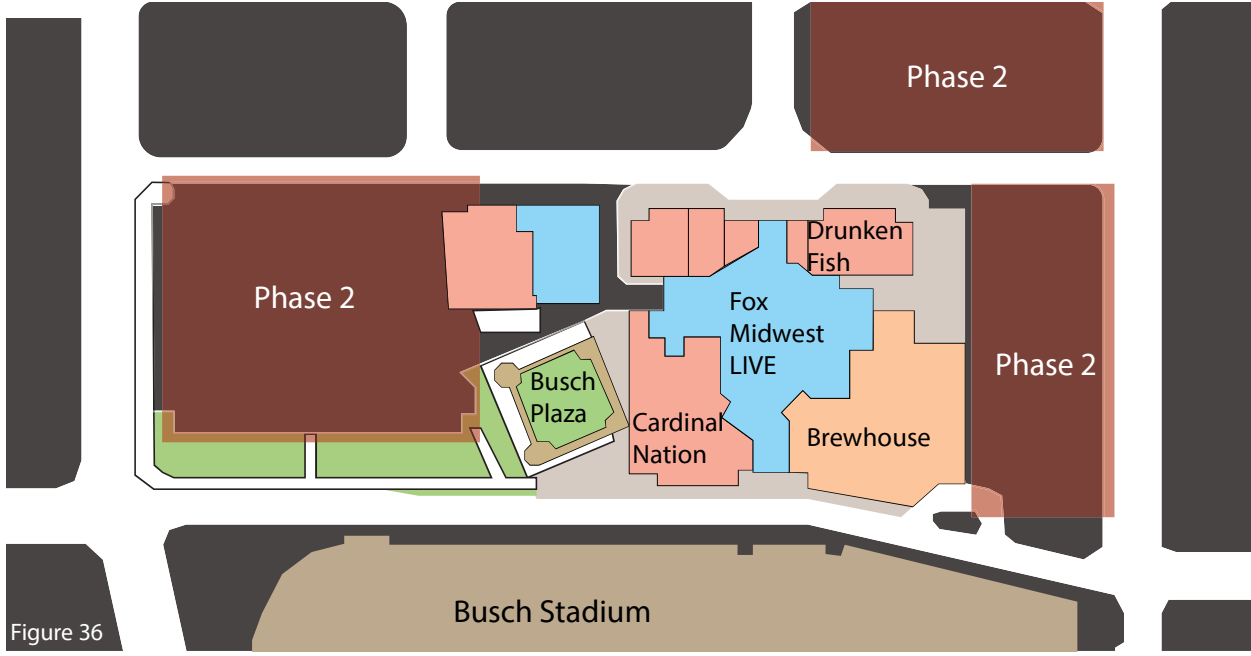 Phase 2
Drunken
Fish
Phase 2
Fox
Midwest
LIVE
Phase 2
Busch
Plaza
Cardinal
Nation
Brewhouse
Busch Stadium
Figure 36